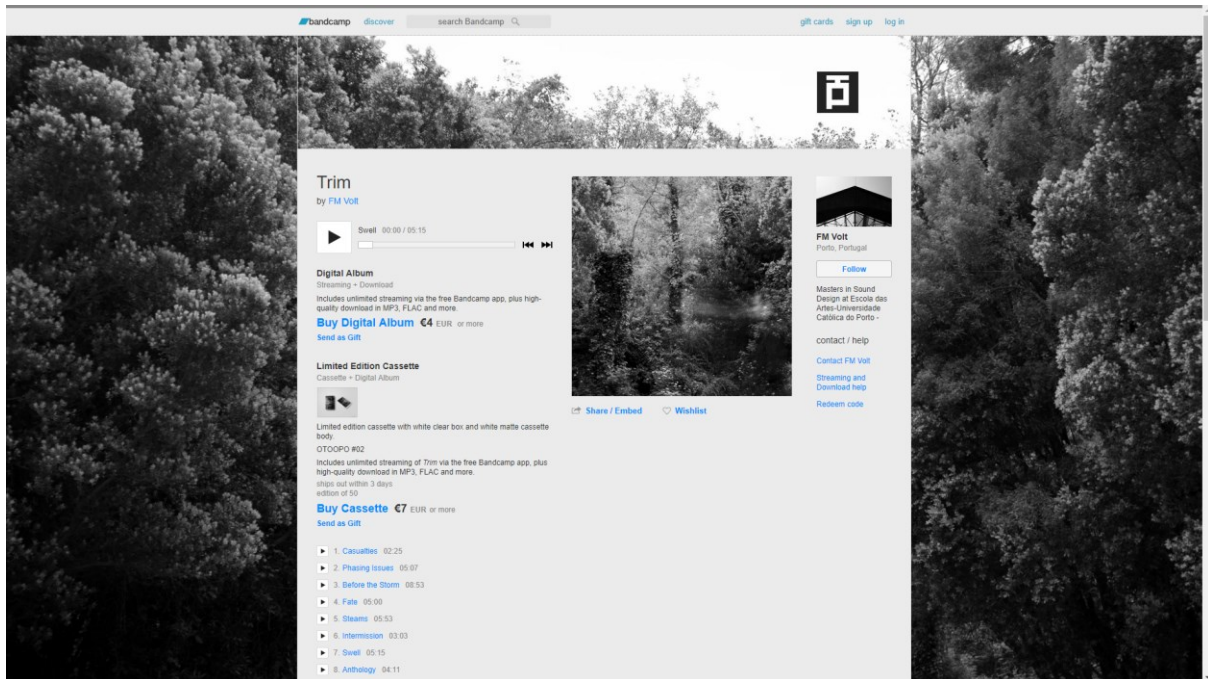 bandcamp discover search Bandcamp gift cards sign up log in
Trim
by FM Volt
Swell 00:00 / 05:15
Digital Album
Streaming + Download
Includes unlimited streaming via the free Bandcamp app, plus high-
quality download in MP3, FLAC and more.
Buy Digital Album €4 EUR or more
Send as Gift
Limited Edition Cassette
Cassette + Digital Album
Limited edition cassette with white clear box and white matte cassette
body.
OTOOPO #02
Includes unlimited streaming of Trim via the free Bandcamp app, plus
high-quality download in MP3, FLAC and more.
ships out within 3 days
edition of 50
Buy Cassette €7 EUR or more
Send as Gift
1. Casualties 02:25
2. Phasing Issues 05:07
3. Before the Storm 08:53
4. Fate 05:00
5. Steams 05:53
6. Intermission 03:03
7. Swell 05:15
8. Anthology 04:11
Share / Embed Wishlist
FM Volt
Porto, Portugal
Follow
Masters in Sound
Design at Escola das
Artes-Universidade
Católica do Porto -
contact / help
Contact FM Volt
Streaming and
Download help
Redeem code